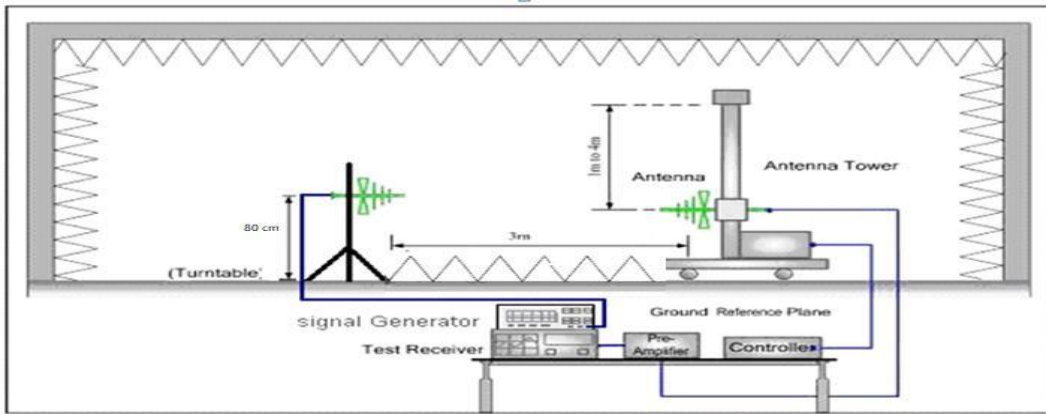 1m to 4m
Antenna Tower
Antenna
80 cm
3m
(Turntable)
Ground Reference Plane
signal Generator
Test Receiver
Pre-
Amplifier
Controller